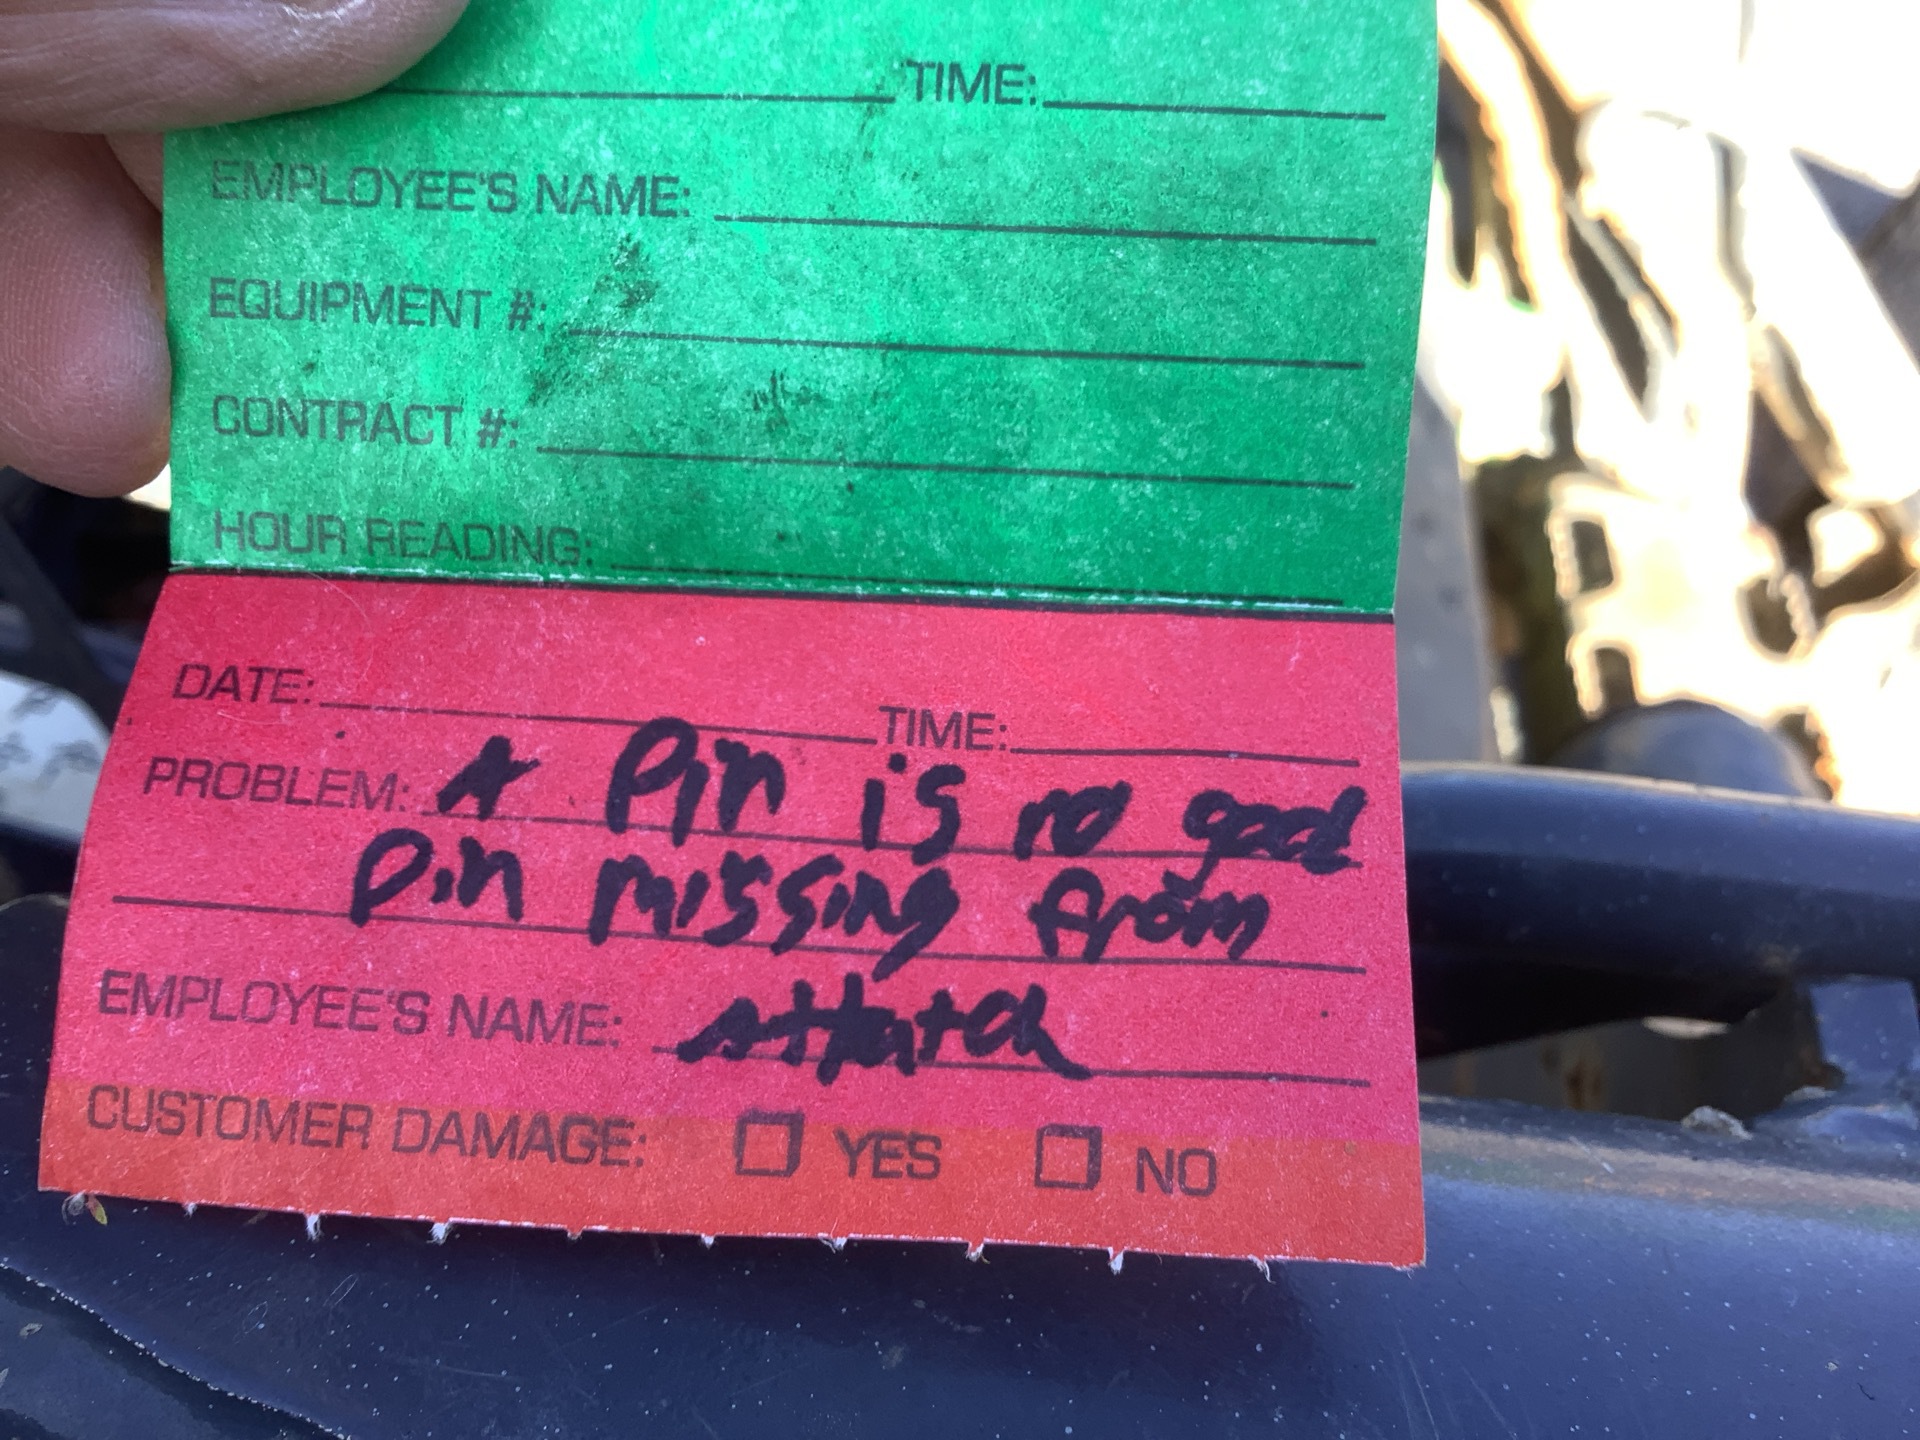 TIME:
EMPLOYEE'S NAME:
EQUIPMENT #:
CONTRACT #:
HOUR READING:
DATE: TIME:
PROBLEM: A Pin is no good
Pin missing from
EMPLOYEE'S NAME:
CUSTOMER DAMAGE: YES NO